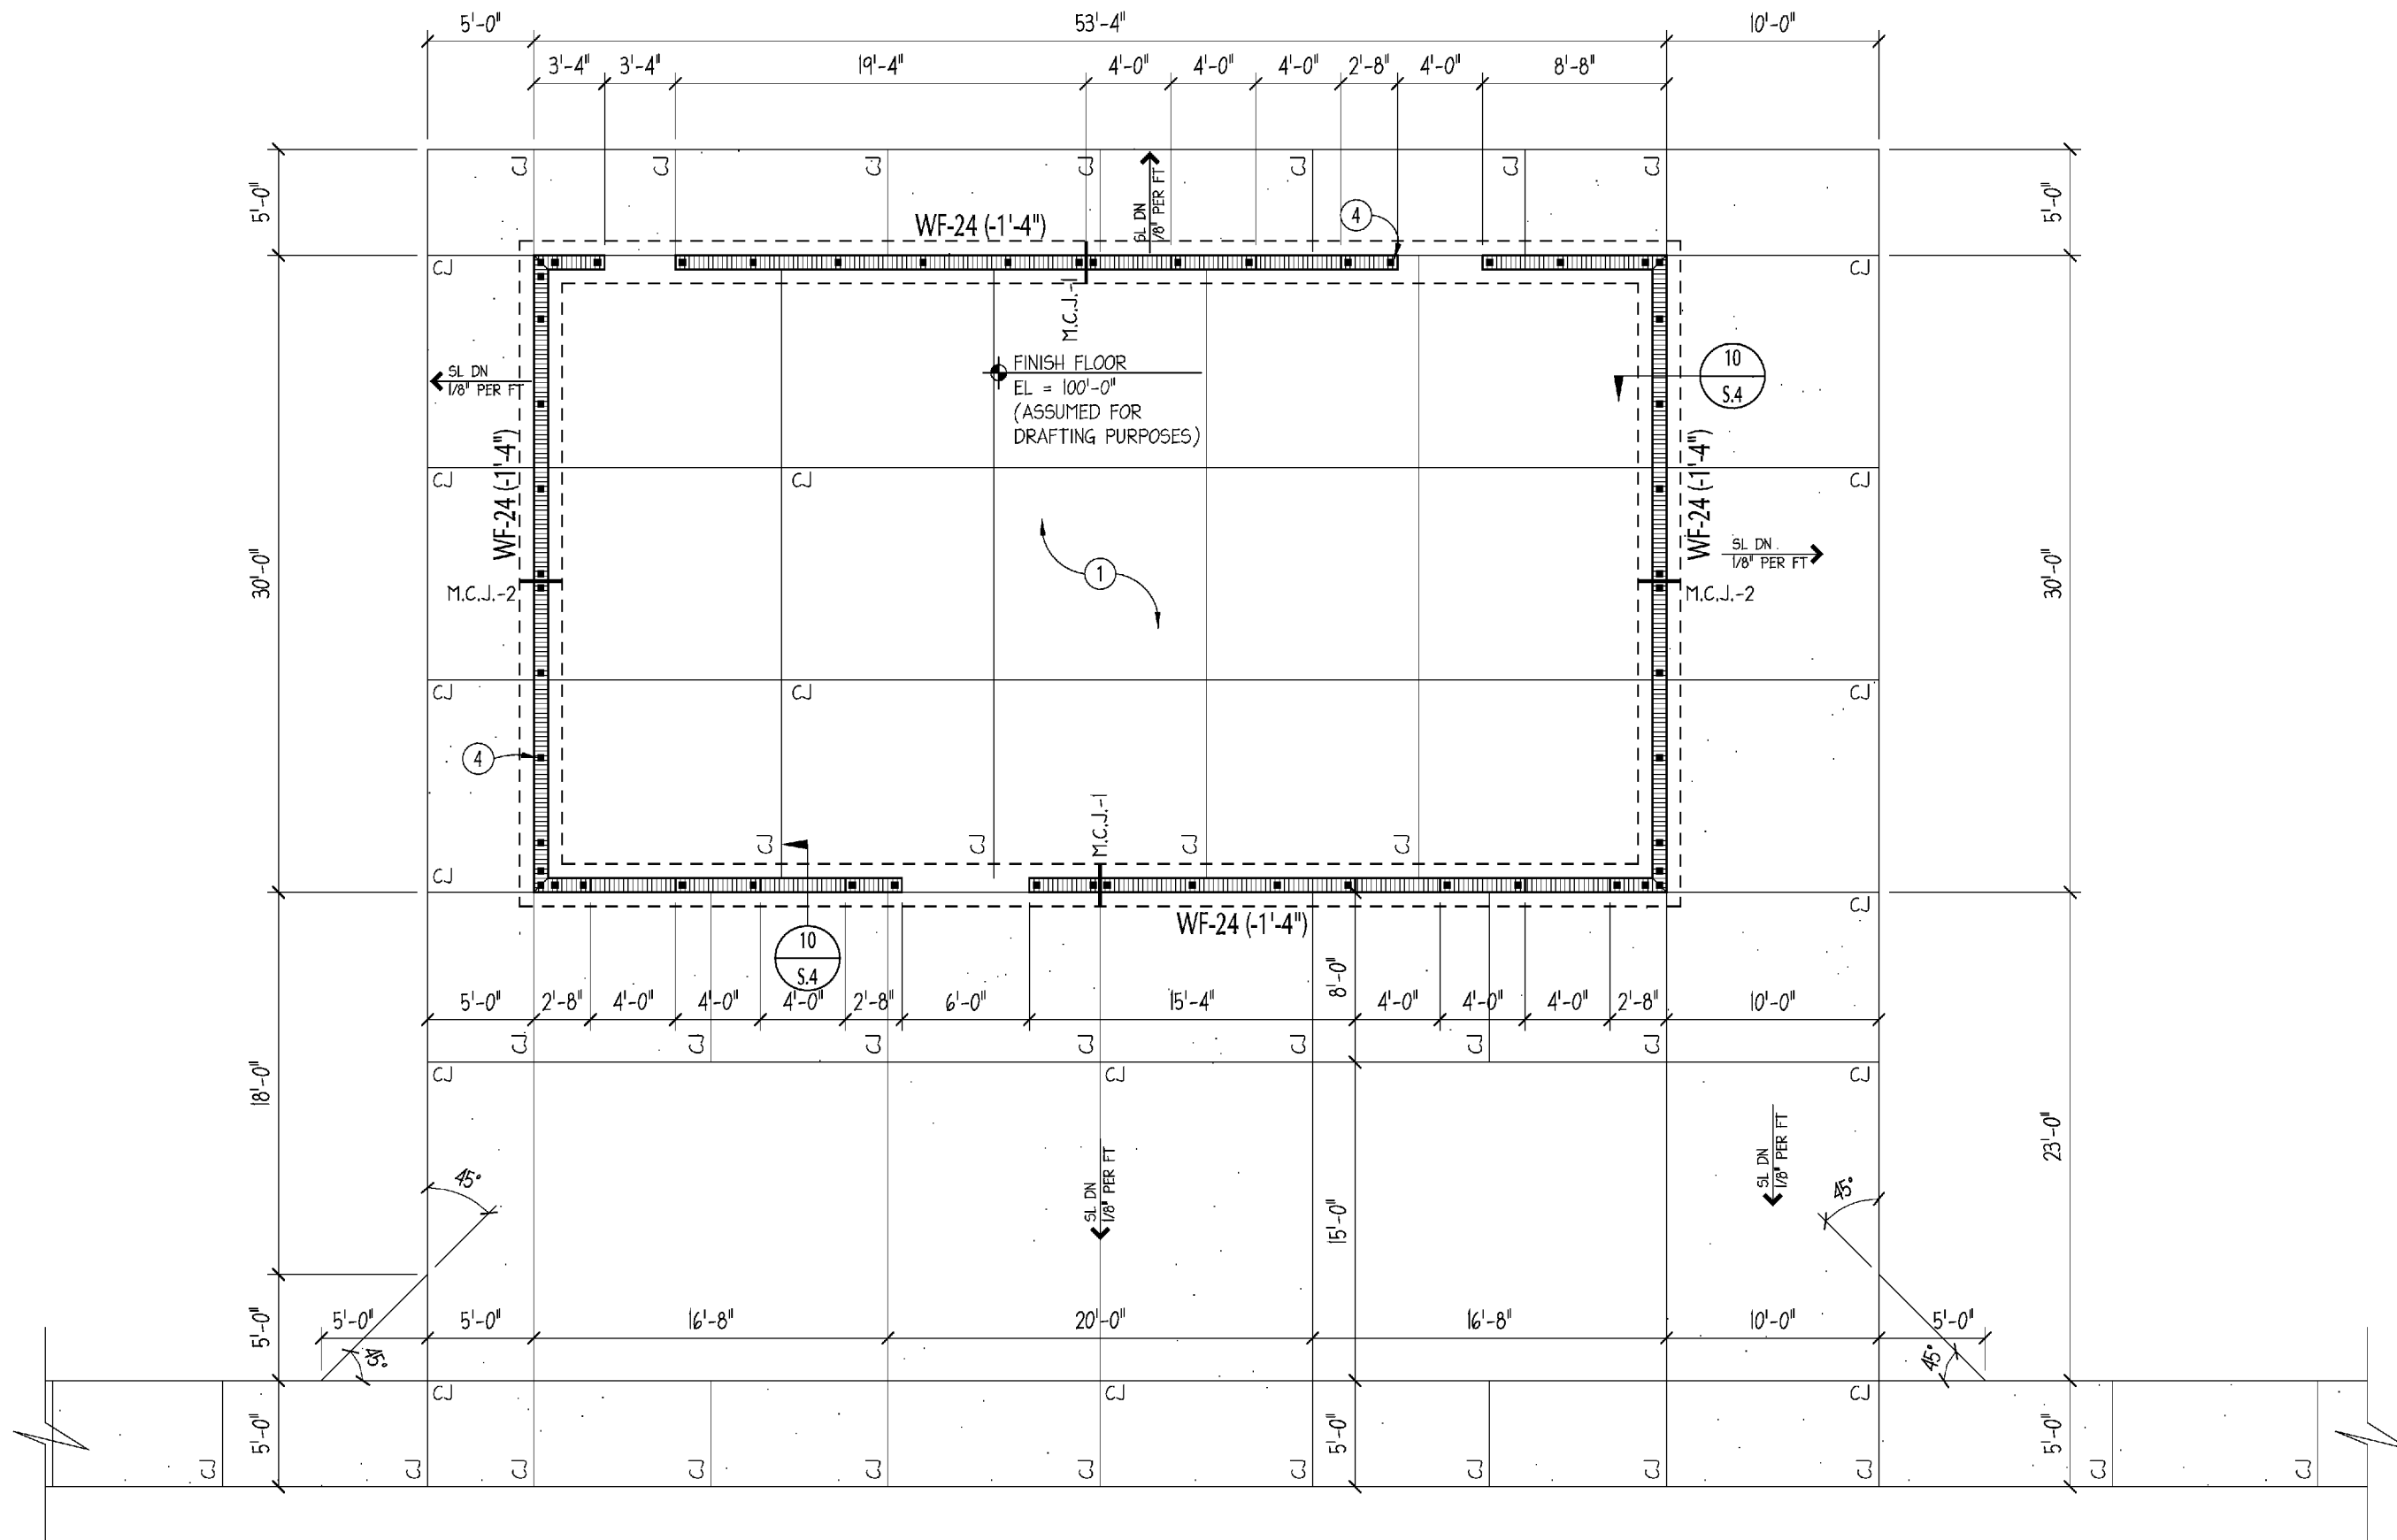 5'-0" 53'-4" 10'-0"
3'-4" 3'-4" 19'-4" 4'-0" 4'-0" 4'-0" 2'-8" 4'-0" 8'-8"
CJ CJ CJ CJ CJ CJ CJ
5'-0"
5'-0"
SL DN
1/8" PER FT
WF-24 (-1'-4")
4
CJ
CJ
M.C.J.-1
FINISH FLOOR
EL = 100'-0"
(ASSUMED FOR
DRAFTING PURPOSES)
10
S.4
SL DN
1/8" PER FT
WF-24 (-1'-4")
WF-24 (-1'-4")
CJ CJ CJ
30'-0"
30'-0"
SL DN
1/8" PER FT
1
M.C.J.-2
M.C.J.-2
CJ CJ CJ
4
M.C.J.-1
CJ CJ CJ CJ
CJ
CJ
WF-24 (-1'-4")
10
S.4
8'-0"
5'-0" 2'-8" 4'-0" 4'-0" 4'-0" 2'-8" 6'-0" 15'-4" 4'-0" 4'-0" 4'-0" 2'-8" 10'-0"
CJ CJ CJ CJ CJ CJ CJ
CJ CJ CJ
18'-0"
23'-0"
45°
45°
SL DN
1/8" PER FT
SL DN
1/8" PER FT
15'-0"
5'-0"
5'-0" 5'-0" 16'-8" 20'-0" 16'-8" 10'-0" 5'-0"
45°
45°
CJ CJ CJ
5'-0"
5'-0"
5'-0"
CJ CJ CJ CJ CJ CJ CJ CJ CJ CJ CJ CJ